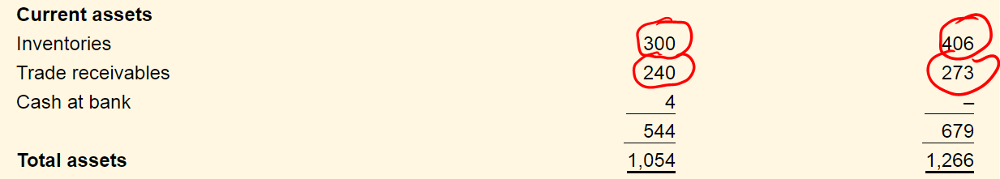 Current assets
Inventories 300 406
Trade receivables 240 273
Cash at bank 4 –
544 679
Total assets 1,054 1,266